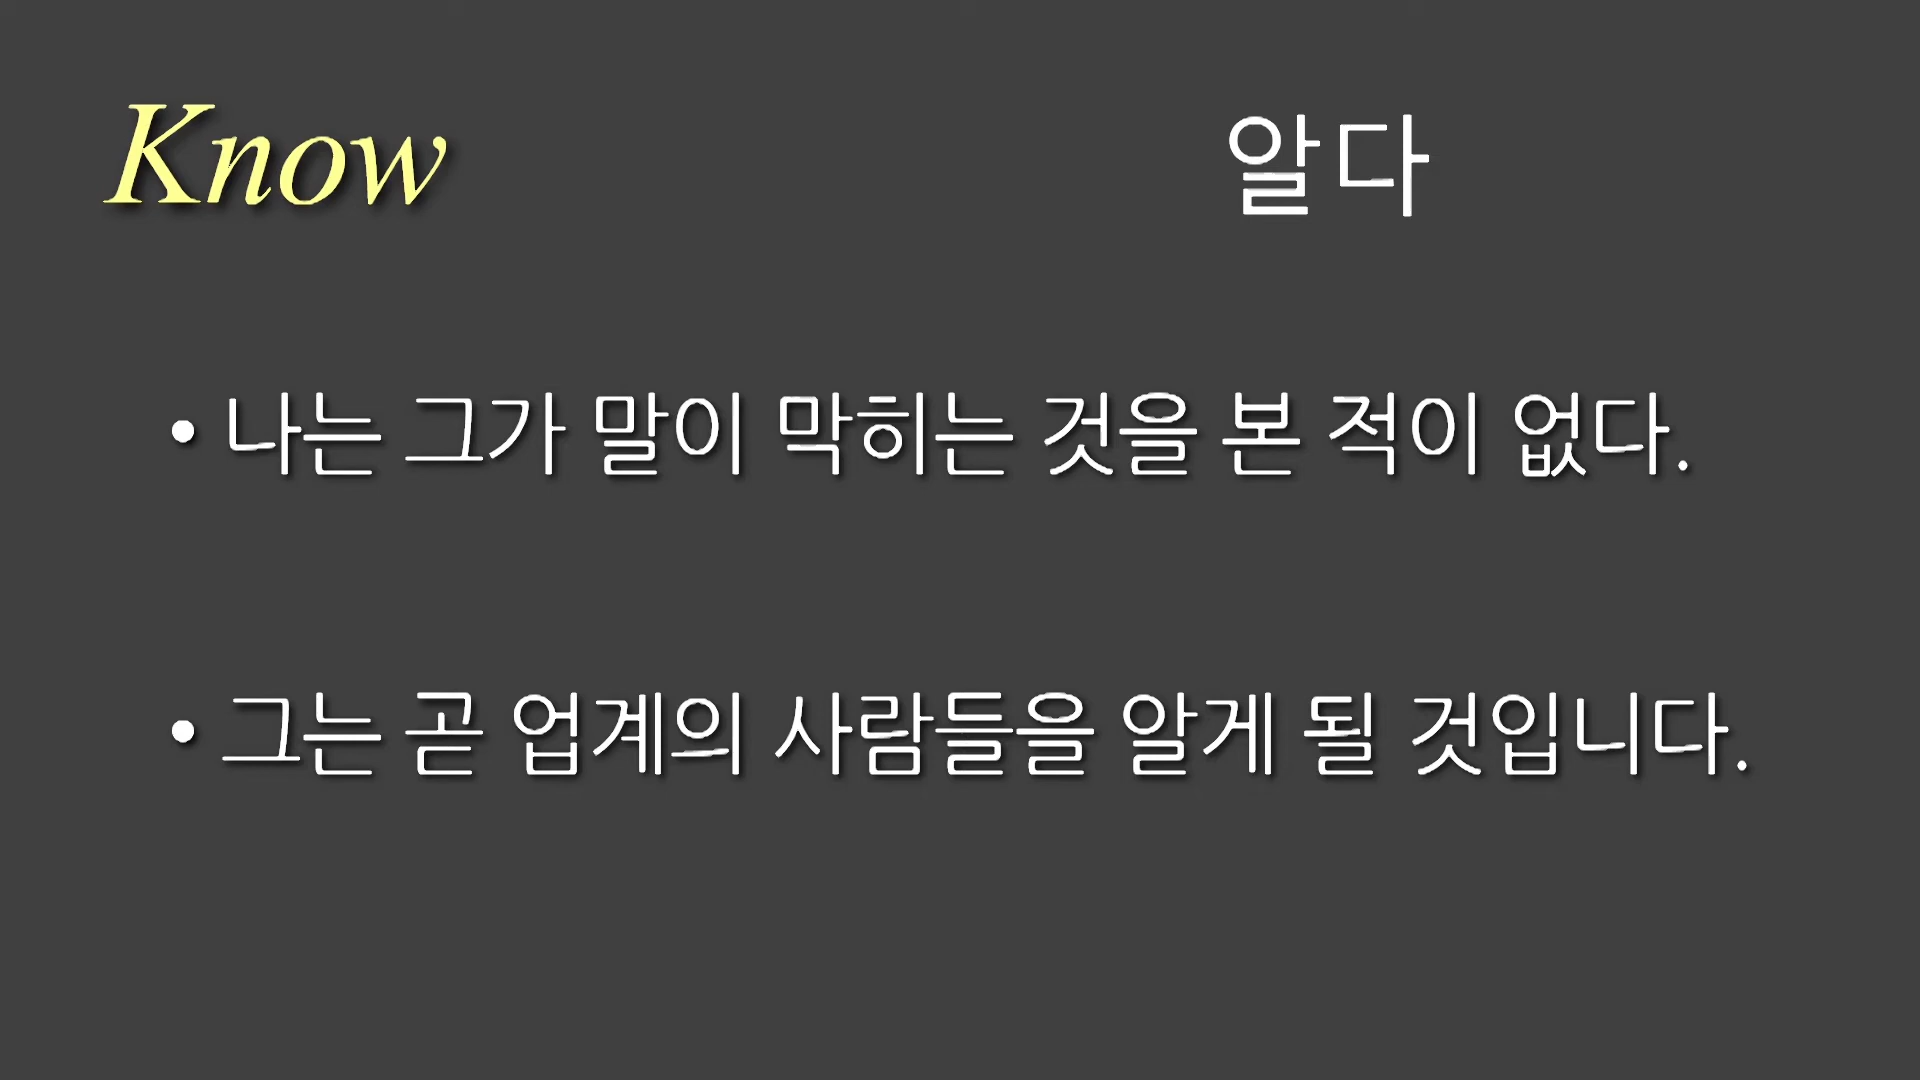 Know 알다
• 나는 그가 말이 막히는 것을 본 적이 없다.
• 그는 곧 업계의 사람들을 알게 될 것입니다.